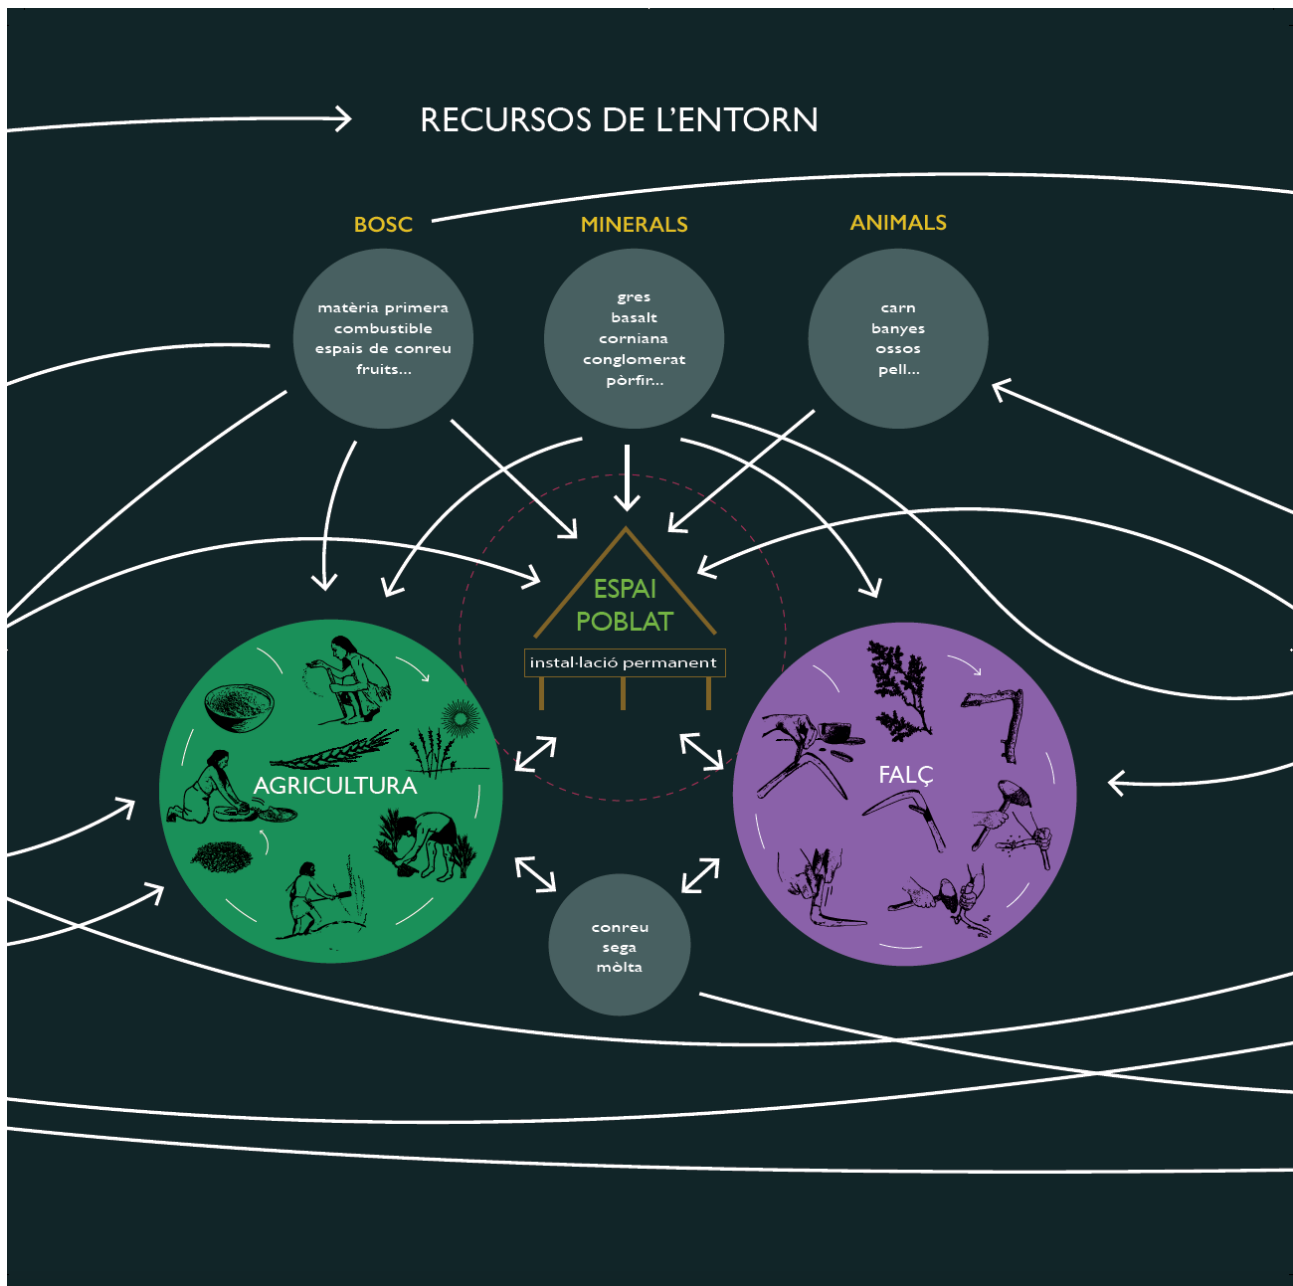 RECURSOS DE L'ENTORN
BOSC
MINERALS
ANIMALS
matèria primera
combustible
espais de conreu
fruits...
gres
basalt
corniana
conglomerat
pòrfir...
carn
banyes
ossos
pell...
ESPAI
POBLAT
instal·lació permanent
AGRICULTURA
FALÇ
conreu
sega
mòlta